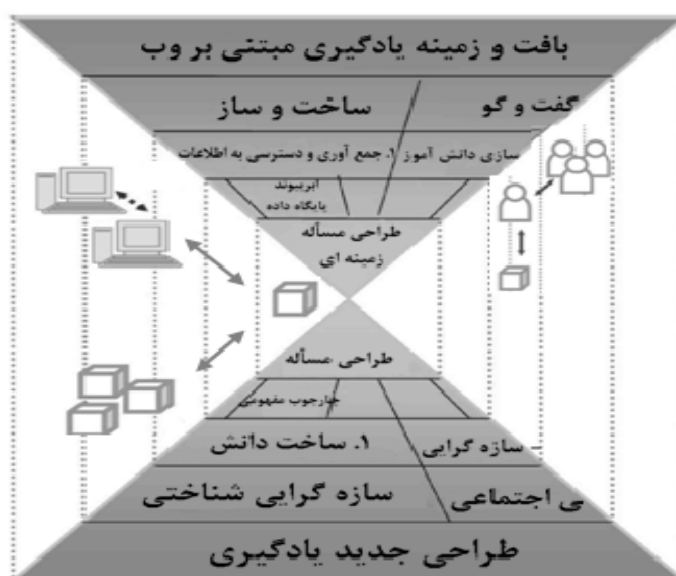 بافت و زمینه یادگیری مبتنی بر وب
گفت و گو
ساخت و ساز
سازی دانش آموز
۱. جمع آوری و دسترسی به اطلاعات
ابرپیوند
پایگاه داده
طراحی مسأله
زمینه ای
طراحی مسأله
چهارجوب مفهومی
- سازه گرایی
۱. ساخت دانش
ی اجتماعی
سازه گرایی شناختی
طراحی جدید یادگیری